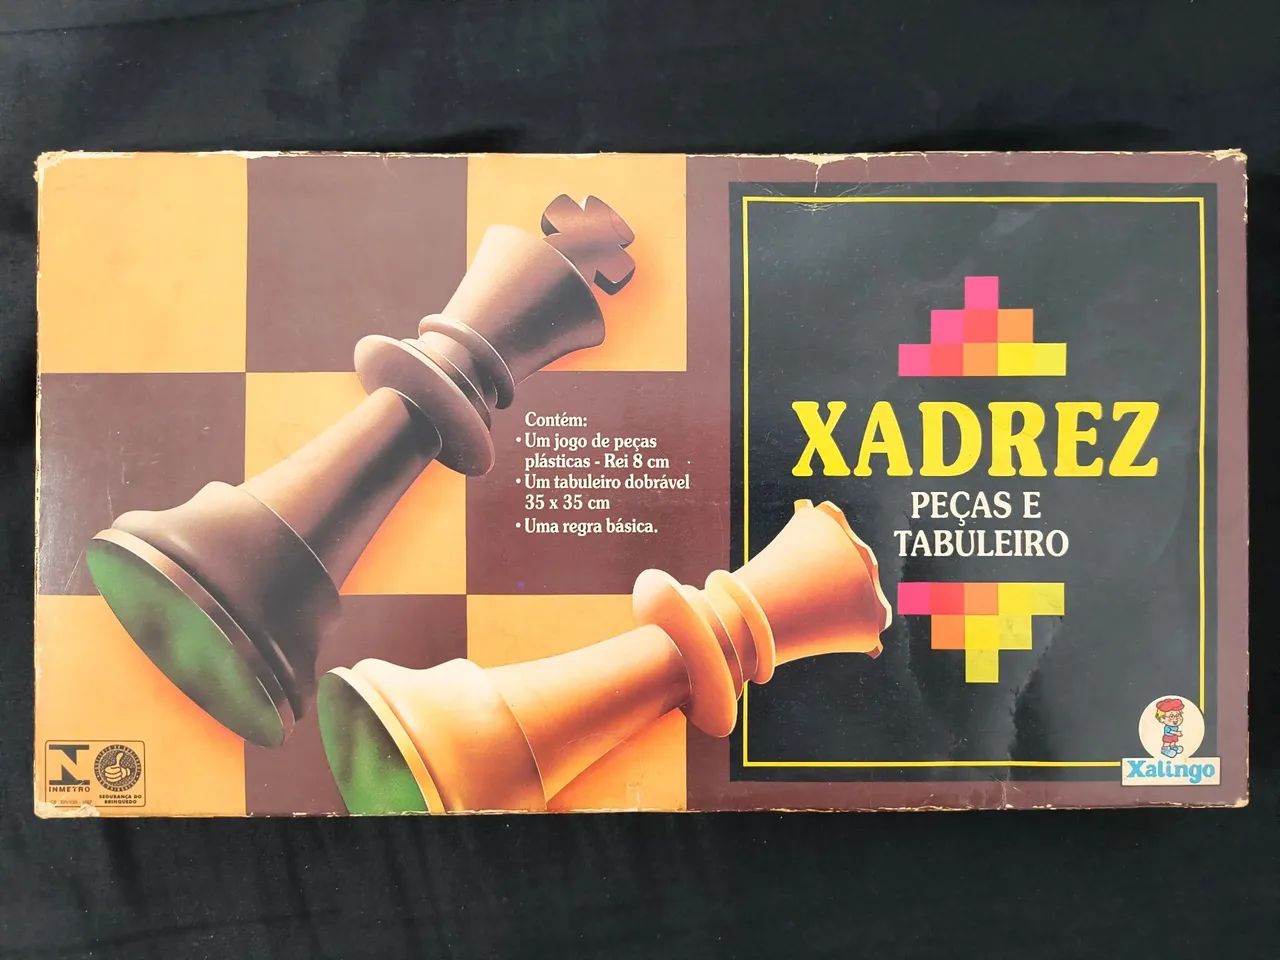 Contém:
• Um jogo de peças
plásticas - Rei 8 cm
• Um tabuleiro dobrável
35 x 35 cm
• Uma regra básica.
XADREZ
PEÇAS E
TABULEIRO
Xalingo
INMETRO
SEGURANÇA DO
BRINQUEDO